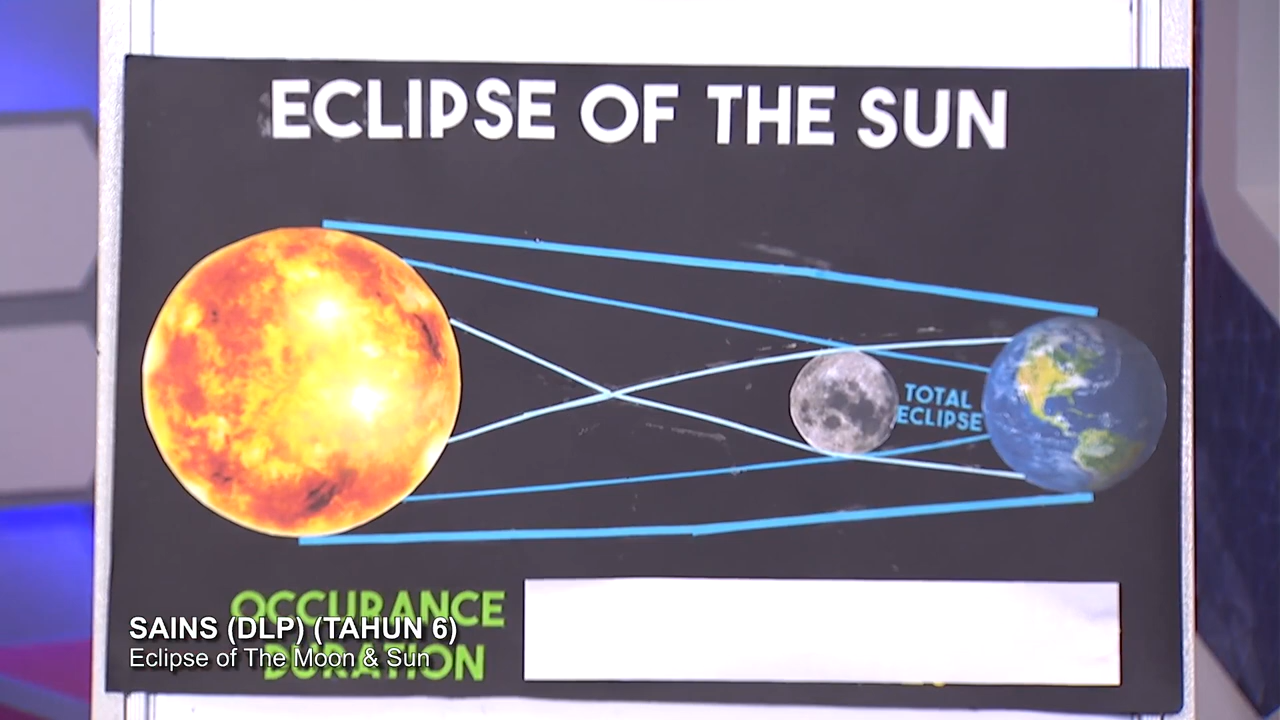 ECLIPSE OF THE SUN
TOTAL
ECLIPSE
OCCURANCE
DURATION
SAINS (DLP) (TAHUN 6)
Eclipse of The Moon & Sun